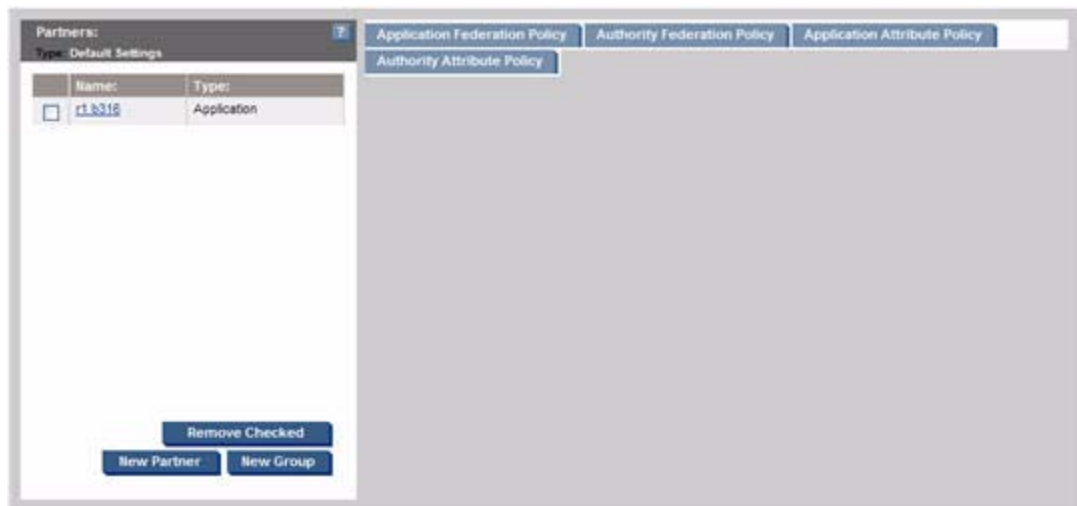 Partners:
?
Type: Default Settings
Name: Type:
r1.b316 Application
Remove Checked
New Partner New Group
Application Federation Policy Authority Federation Policy Application Attribute Policy
Authority Attribute Policy